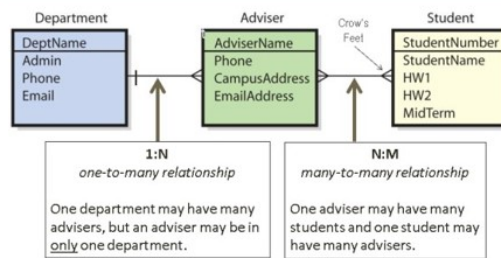 Department
Adviser
Student
Crow's
Feet
DeptName
Admin
Phone
Email
AdviserName
Phone
CampusAddress
EmailAddress
StudentNumber
StudentName
HW1
HW2
MidTerm
1:N
one-to-many relationship
One department may have many
advisers, but an adviser may be in
only one department.
N:M
many-to-many relationship
One adviser may have many
students and one student may
have many advisers.